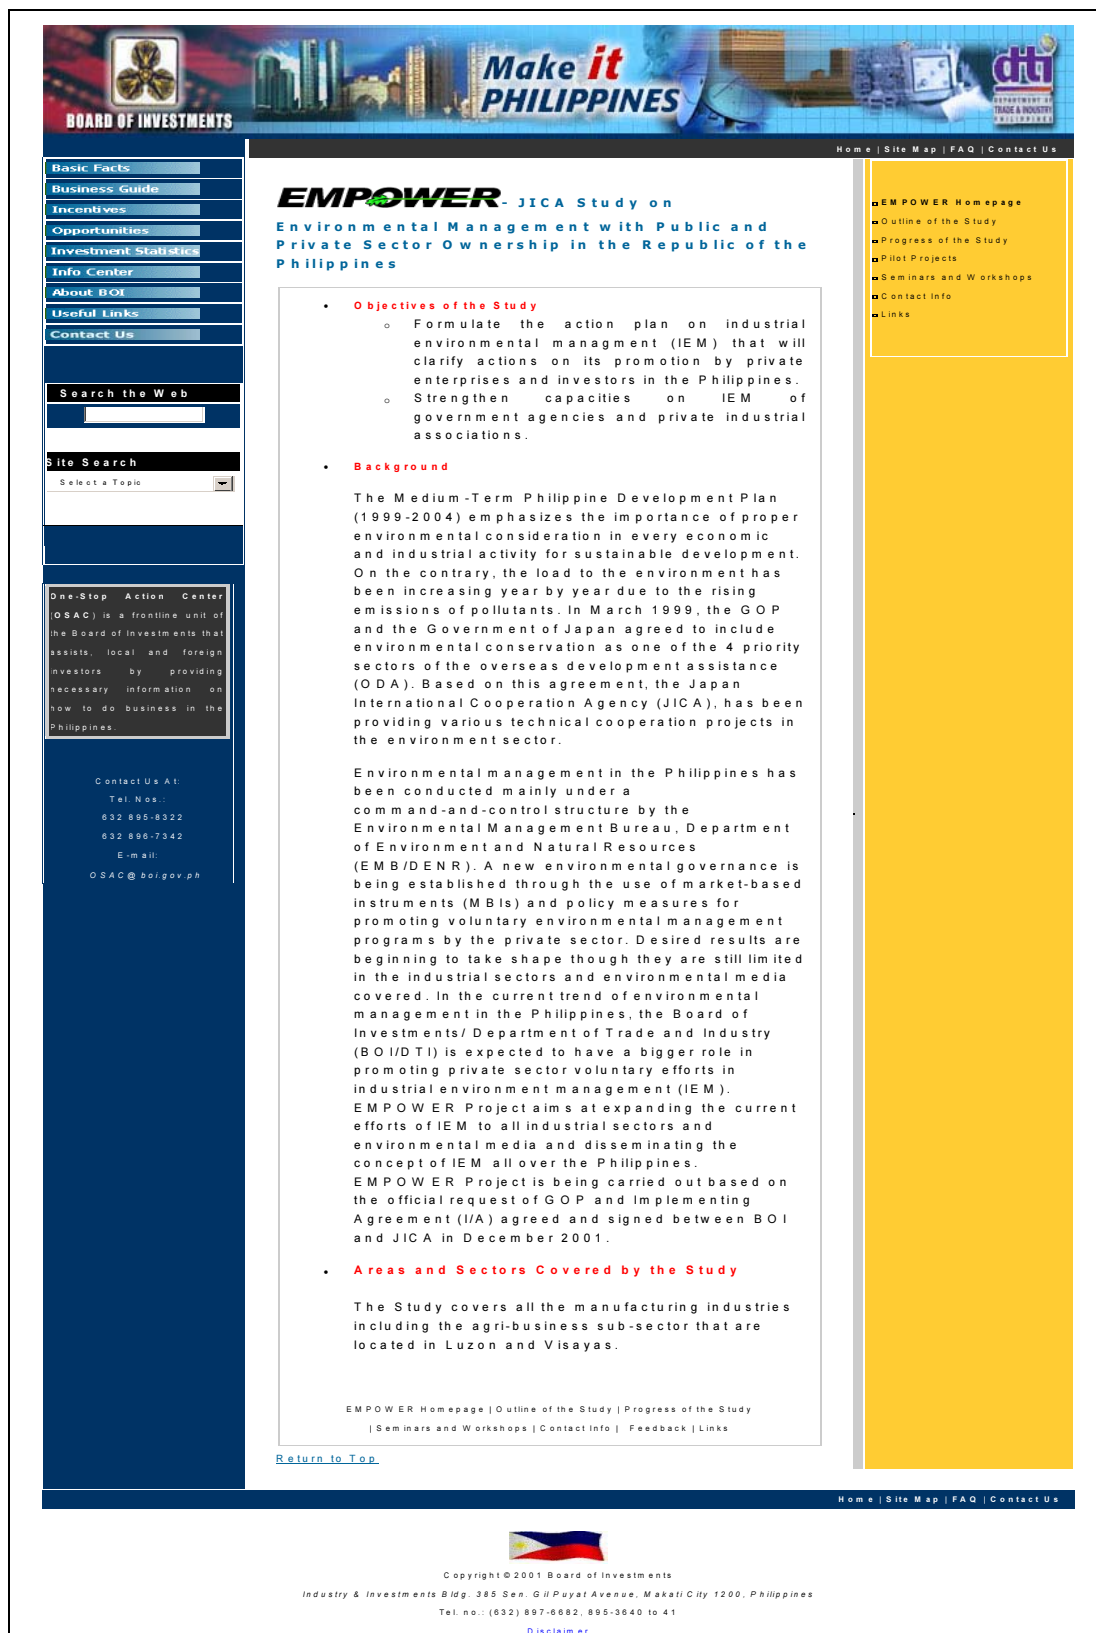 BOARD OF INVESTMENTS
Make it
PHILIPPINES
dti
DEPARTMENT OF
TRADE & INDUSTRY
PHILIPPINES
Home | Site Map | FAQ | Contact Us
Basic Facts
Business Guide
Incentives
Opportunities
Investment Statistics
Info Center
About BOI
Useful Links
Contact Us
Search the Web
Site Search
Select a Topic
One-Stop Action Center
(OSAC) is a frontline unit of
the Board of Investments that
assists, local and foreign
investors by providing
necessary information on
how to do business in the
Philippines.
Contact Us At:
Tel. Nos.:
632 895-8322
632 896-7342
E-mail:
OSAC@boi.gov.ph
EMPOWER - JICA Study on
Environmental Management with Public and
Private Sector Ownership in the Republic of the
Philippines
• Objectives of the Study
o Formulate the action plan on industrial
environmental managment (IEM) that will
clarify actions on its promotion by private
enterprises and investors in the Philippines.
o Strengthen capacities on IEM of
government agencies and private industrial
associations.
• Background
The Medium-Term Philippine Development Plan
(1999-2004) emphasizes the importance of proper
environmental consideration in every economic
and industrial activity for sustainable development.
On the contrary, the load to the environment has
been increasing year by year due to the rising
emissions of pollutants. In March 1999, the GOP
and the Government of Japan agreed to include
environmental conservation as one of the 4 priority
sectors of the overseas development assistance
(ODA). Based on this agreement, the Japan
International Cooperation Agency (JICA), has been
providing various technical cooperation projects in
the environment sector.
Environmental management in the Philippines has
been conducted mainly under a
command-and-control structure by the
Environmental Management Bureau, Department
of Environment and Natural Resources
(EMB/DENR). A new environmental governance is
being established through the use of market-based
instruments (MBIs) and policy measures for
promoting voluntary environmental management
programs by the private sector. Desired results are
beginning to take shape though they are still limited
in the industrial sectors and environmental media
covered. In the current trend of environmental
management in the Philippines, the Board of
Investments/ Department of Trade and Industry
(BOI/DTI) is expected to have a bigger role in
promoting private sector voluntary efforts in
industrial environment management (IEM).
EMPOWER Project aims at expanding the current
efforts of IEM to all industrial sectors and
environmental media and disseminating the
concept of IEM all over the Philippines.
EMPOWER Project is being carried out based on
the official request of GOP and Implementing
Agreement (I/A) agreed and signed between BOI
and JICA in December 2001.
• Areas and Sectors Covered by the Study
The Study covers all the manufacturing industries
including the agri-business sub-sector that are
located in Luzon and Visayas.
EMPOWER Homepage | Outline of the Study | Progress of the Study
| Seminars and Workshops | Contact Info | Feedback | Links
Return to Top
EMPOWER Homepage
Outline of the Study
Progress of the Study
Pilot Projects
Seminars and Workshops
Contact Info
Links
Home | Site Map | FAQ | Contact Us
Copyright © 2001 Board of Investments
Industry & Investments Bldg. 385 Sen. Gil Puyat Avenue, Makati City 1200, Philippines
Tel. no.: (632) 897-6682, 895-3640 to 41
Disclaimer